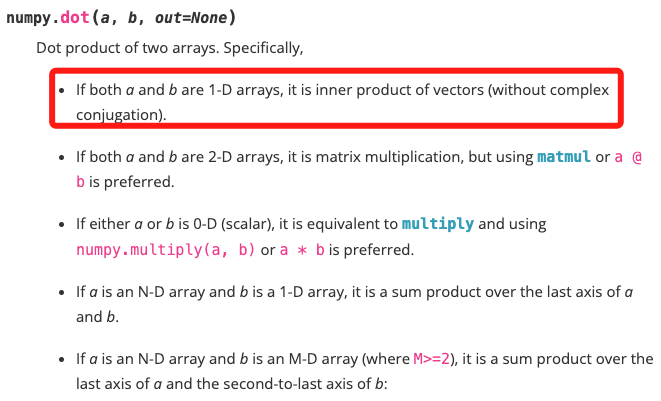 numpy.dot(a, b, out=None)
Dot product of two arrays. Specifically,
• If both a and b are 1-D arrays, it is inner product of vectors (without complex
conjugation).
• If both a and b are 2-D arrays, it is matrix multiplication, but using matmul or a @
b is preferred.
• If either a or b is 0-D (scalar), it is equivalent to multiply and using
numpy.multiply(a, b) or a * b is preferred.
• If a is an N-D array and b is a 1-D array, it is a sum product over the last axis of a
and b.
• If a is an N-D array and b is an M-D array (where M>=2), it is a sum product over the
last axis of a and the second-to-last axis of b: